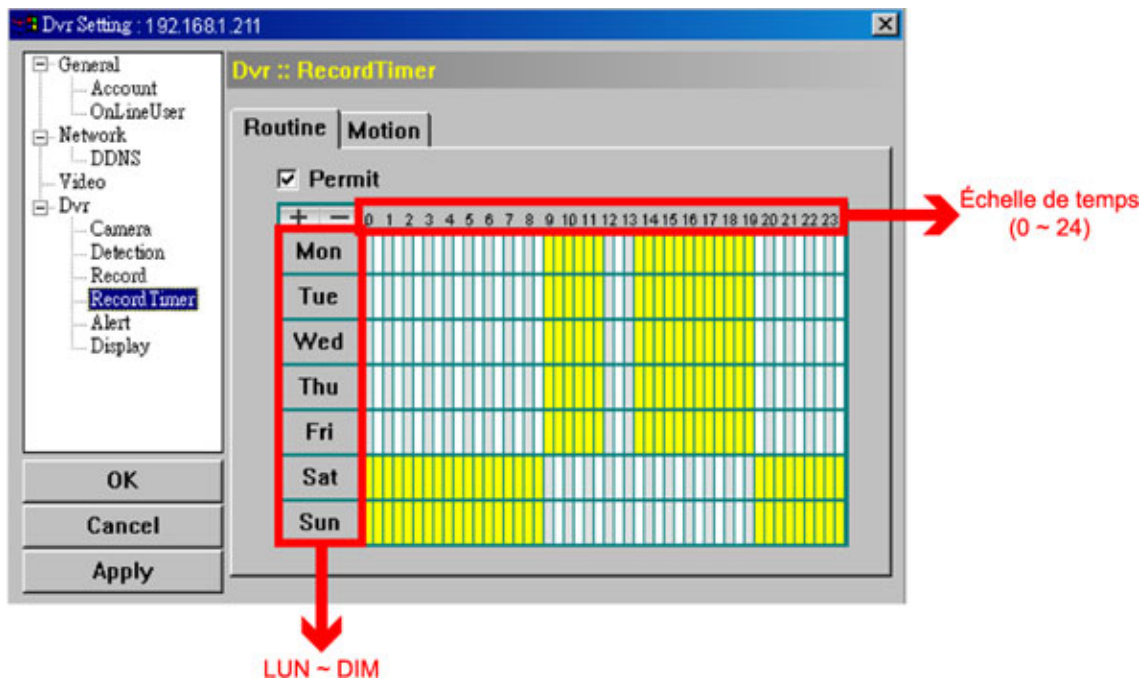 Dvr Setting : 192.168.1.211
General
Account
OnLineUser
Network
DDNS
Video
Dvr
Camera
Detection
Record
RecordTimer
Alert
Display
OK
Cancel
Apply
Dvr :: RecordTimer
Routine Motion
Permit
+ - 0 1 2 3 4 5 6 7 8 9 10 11 12 13 14 15 16 17 18 19 20 21 22 23
Mon
Tue
Wed
Thu
Fri
Sat
Sun
Échelle de temps
(0 ~ 24)
LUN ~ DIM